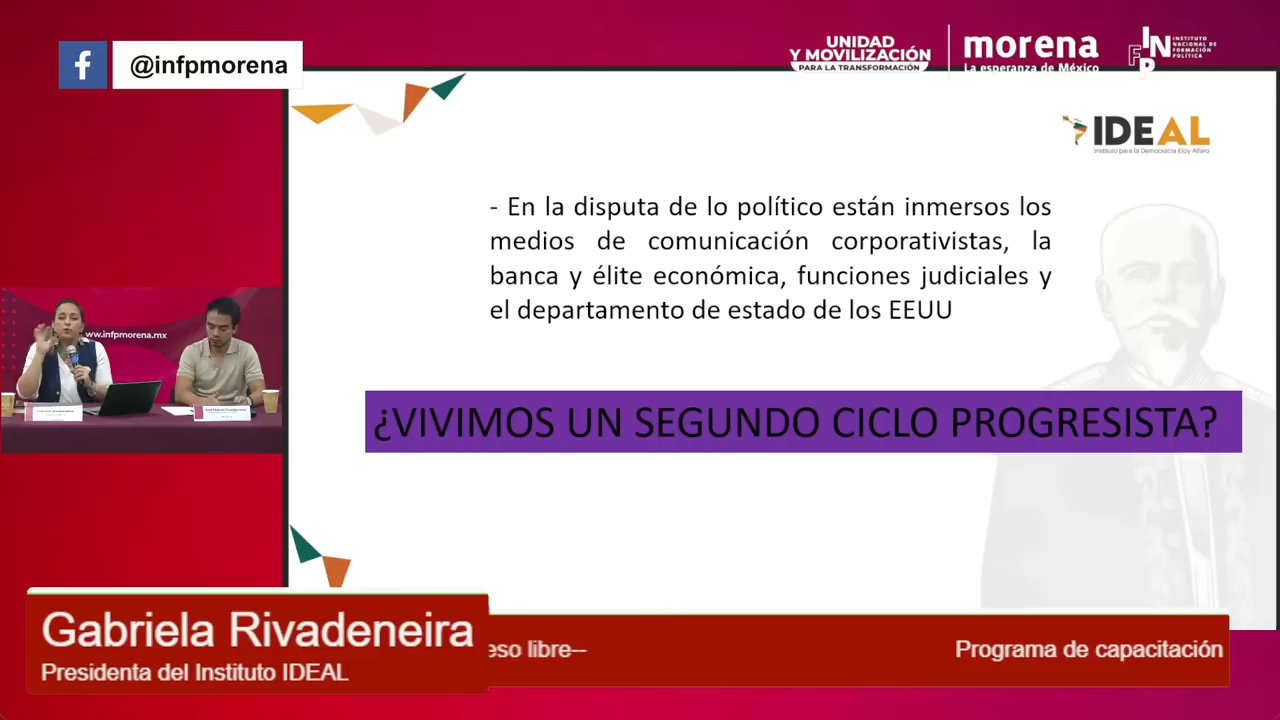 f
@infpmorena
UNIDAD
Y MOVILIZACIÓN
PARA LA TRANSFORMACIÓN
morena
La esperanza de México
INFP
INSTITUTO
NACIONAL DE
FORMACIÓN
POLÍTICA
IDEAL
Instituto para la Democracia Eloy Alfaro
- En la disputa de lo político están inmersos los
medios de comunicación corporativistas, la
banca y élite económica, funciones judiciales y
el departamento de estado de los EEUU
¿VIVIMOS UN SEGUNDO CICLO PROGRESISTA?
www.infpmorena.mx
Gabriela Rivadeneira
Presidenta del Instituto IDEAL
eso libre--
Programa de capacitación